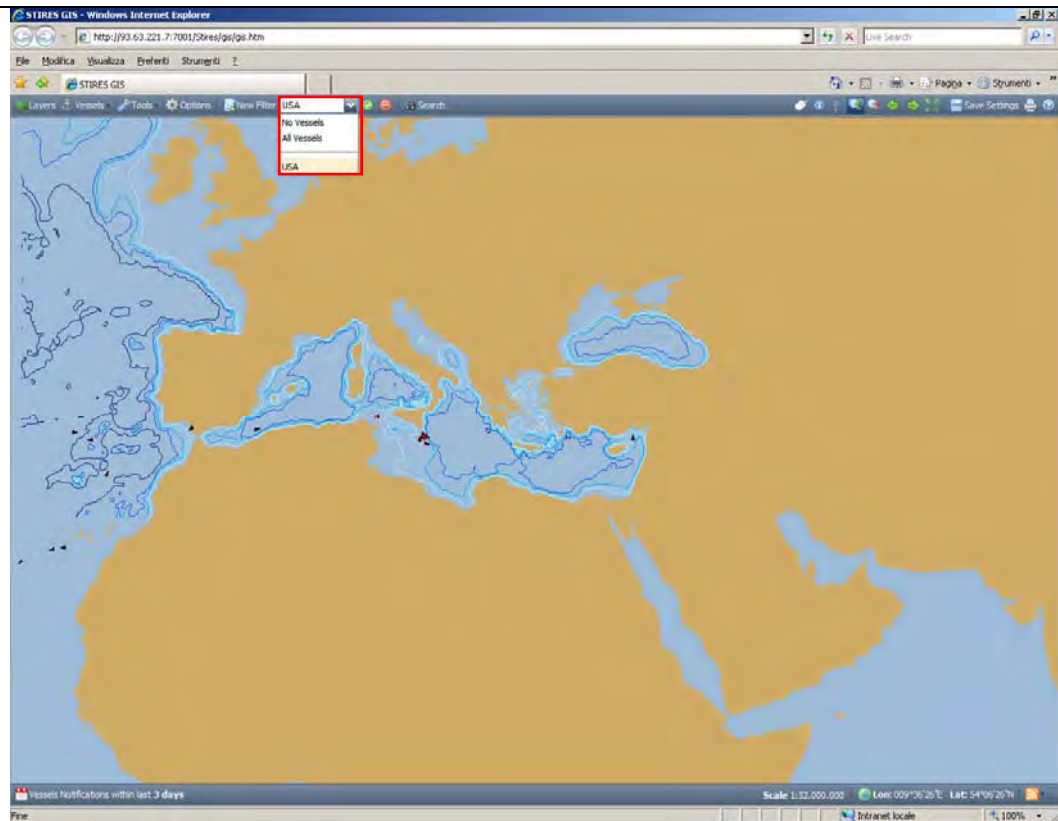 STIRES GIS - Windows Internet Explorer
http://93.63.221.7:7001/Stires/gis/gis.htm
Live Search
File Modifica Visualizza Preferiti Strumenti ?
STIRES GIS
Pagina Strumenti
Layers Vessels Tools Options New Filter USA Search Save Settings
No Vessels
All Vessels
USA
Vessels Notifications within last 3 days
Scale 1:32.000.000 Lon: 009°36'26"E Lat: 54°06'26"N
Fine
Intranet locale
100%